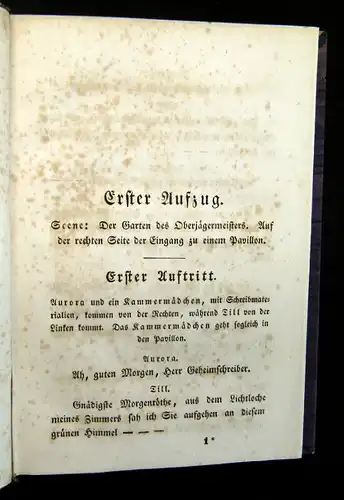 Erster Aufzug.
Scene: Der Garten des Oberjägermeisters. Auf
der rechten Seite der Eingang zu einem Pavillon.
Erster Auftritt.
Aurora und ein Kammermädchen, mit Schreibmate-
rialien, kommen von der Rechten, während Till von der
Linken kommt. Das Kammermädchen geht sogleich in
den Pavillon.
Aurora.
Ah, guten Morgen, Herr Geheimschreiber.
Till.
Gnädigste Morgenröthe, aus dem Lichtloche
meines Zimmers sah ich Sie aufgehen an diesem
grünen Himmel — — —
1*